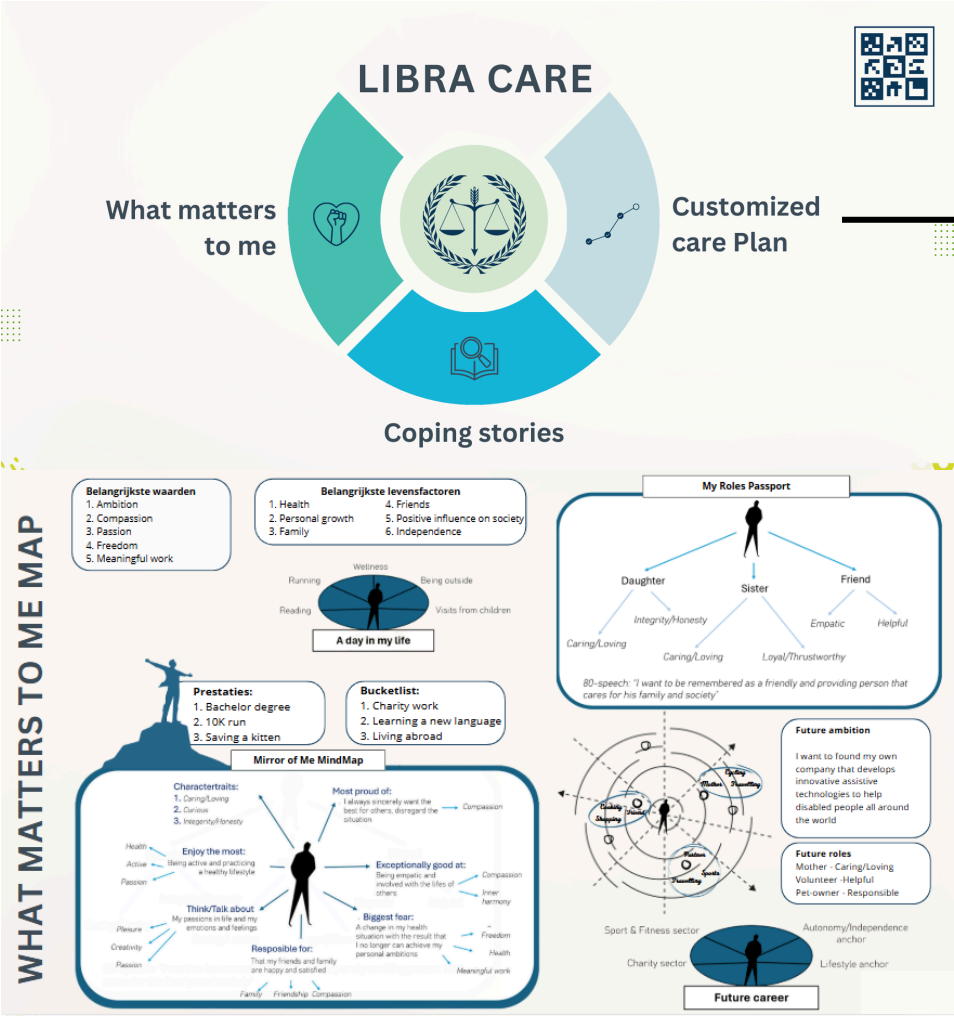 LIBRA CARE
What matters
to me
Customized
care Plan
Coping stories
WHAT MATTERS TO ME MAP
Belangrijkste waarden
1. Ambition
2. Compassion
3. Passion
4. Freedom
5. Meaningful work
Belangrijkste levensfactoren
1. Health
2. Personal growth
3. Family
4. Friends
5. Positive influence on society
6. Independence
Wellness
Running
Being outside
Reading
Visits from children
A day in my life
My Roles Passport
Daughter
Sister
Friend
Integrity/Honesty
Caring/Loving
Caring/Loving
Loyal/Thrustworthy
Empatic
Helpful
80-speech: "I want to be remembered as a friendly and providing person that
cares for his family and society"
Prestaties:
1. Bachelor degree
2. 10K run
3. Saving a kitten
Bucketlist:
1. Charity work
2. Learning a new language
3. Living abroad
Mirror of Me MindMap
Charactertraits:
1. Caring/Loving
2. Curious
3. Integerity/Honesty
Most proud of:
I always sincerely want the
best for others, disregard the
situation
Compassion
Enjoy the most:
Being active and practicing
a healthy lifestyle
Health
Active
Passion
Exceptionally good at:
Being empatic and
involved with the lifes of
others
Compassion
Inner
harmony
Think/Talk about
My passions in life and my
emotions and feelings
Pleisure
Creativity
Passion
Biggest fear:
A change in my health
situation with the result that
I no longer can achieve my
personal ambitions
Freedom
Health
Meaningful work
Resposible for:
That my friends and family
are happy and satisfied
Family
Friendship
Compassion
Cycling
Mother
Travelling
Cooking
Friend
Shopping
Partner
Sports
Travelling
Future ambition
I want to found my own
company that develops
innovative assistive
technologies to help
disabled people all around
the world
Future roles
Mother - Caring/Loving
Volunteer -Helpful
Pet-owner - Responsible
Sport & Fitness sector
Autonomy/Independence
anchor
Charity sector
Lifestyle anchor
Future career